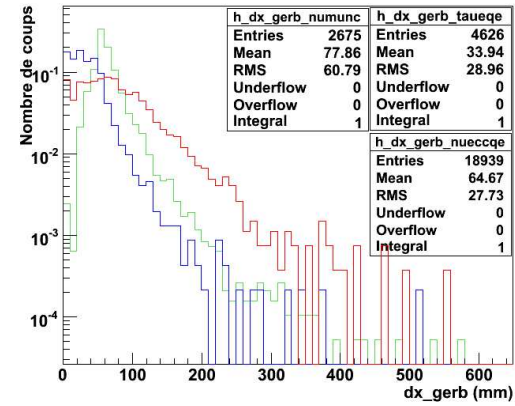 h_dx_gerb_numunc
Entries 2675
Mean 77.86
RMS 60.79
Underflow 0
Overflow 0
Integral 1
h_dx_gerb_taueqe
Entries 4626
Mean 33.94
RMS 28.96
Underflow 0
Overflow 0
Integral 1
h_dx_gerb_nueccqe
Entries 18939
Mean 64.67
RMS 27.73
Underflow 0
Overflow 0
Integral 1
Nombre de coups
10-1
10-2
10-3
10-4
0 100 200 300 400 500 600
dx_gerb (mm)